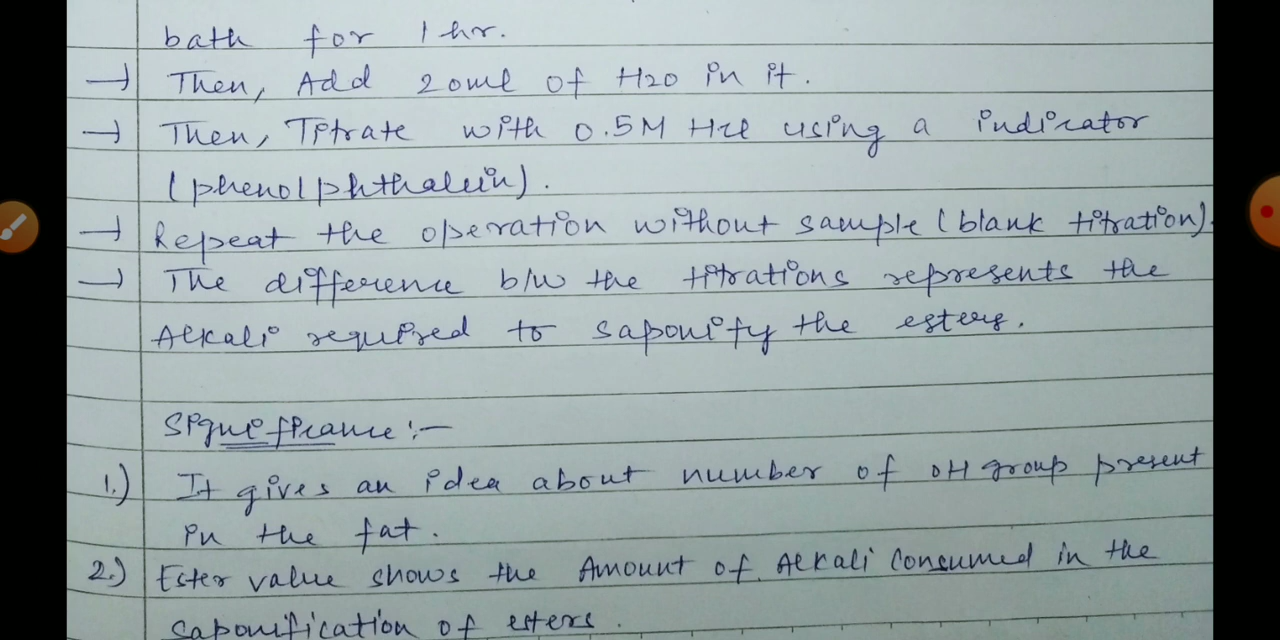 bath for 1 hr.
→ Then, Add 20ml of H2O in it.
→ Then, Titrate with 0.5M Hcl using a indicator
(phenolphthalein).
→ Repeat the operation without sample (blank titration).
→ The difference b/w the titrations represents the
Alkali required to saponify the esters.
Significance :-
1.) It gives an idea about number of OH group present
in the fat.
2.) Ester value shows the Amount of Alkali Consumed in the
saponification of esters.